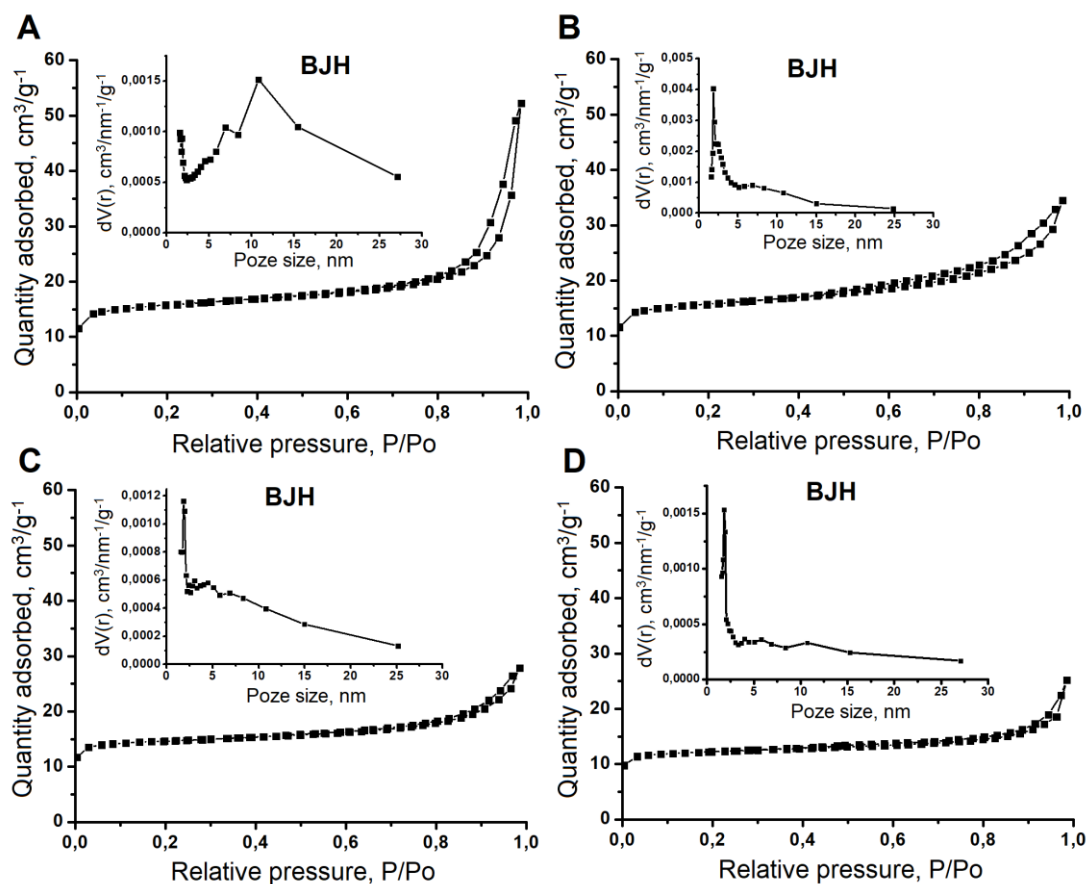 A
BJH
60
50
40
30
20
10
0
Quantity adsorbed, cm³/g⁻¹
0,0 0,2 0,4 0,6 0,8 1,0
Relative pressure, P/Po
0,0015
0,0010
0,0005
0,0000
dV(r), cm³/nm⁻¹/g⁻¹
0 5 10 15 20 25 30
Poze size, nm
B
BJH
60
50
40
30
20
10
0
Quantity adsorbed, cm³/g⁻¹
0,0 0,2 0,4 0,6 0,8 1,0
Relative pressure, P/Po
0,005
0,004
0,003
0,002
0,001
0,000
dV(r), cm³/nm⁻¹/g⁻¹
0 5 10 15 20 25 30
Poze size, nm
C
BJH
60
50
40
30
20
10
0
Quantity adsorbed, cm³/g⁻¹
0,0 0,2 0,4 0,6 0,8 1,0
Relative pressure, P/Po
0,0012
0,0010
0,0008
0,0006
0,0004
0,0002
0,0000
dV(r), cm³/nm⁻¹/g⁻¹
0 5 10 15 20 25 30
Poze size, nm
D
BJH
60
50
40
30
20
10
0
Quantity adsorbed, cm³/g⁻¹
0,0 0,2 0,4 0,6 0,8 1,0
Relative pressure, P/Po
0,0015
0,0010
0,0005
0,0000
dV(r), cm³/nm⁻¹/g⁻¹
0 5 10 15 20 25 30
Poze size, nm